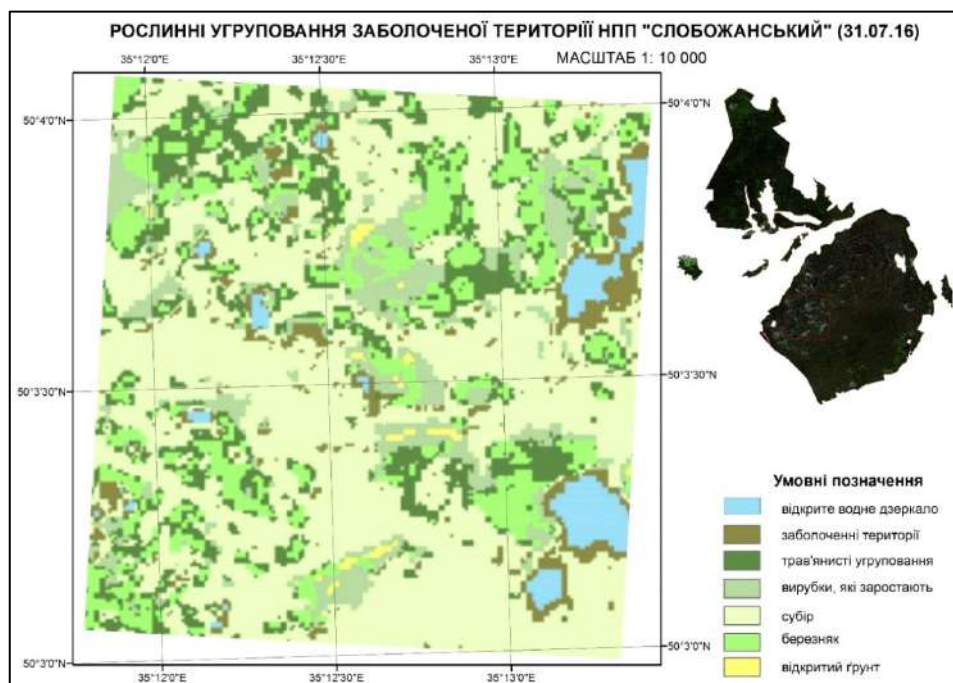 РОСЛИННІ УГРУПОВАННЯ ЗАБОЛОЧЕНОЇ ТЕРИТОРІЇЇ НПП "СЛОБОЖАНСЬКИЙ" (31.07.16)
МАСШТАБ 1: 10 000
35°12'0"E 35°12'30"E 35°13'0"E
50°4'0"N 50°4'0"N
50°3'30"N 50°3'30"N
50°3'0"N 50°3'0"N
35°12'0"E 35°12'30"E 35°13'0"E
Умовні позначення
відкрите водне дзеркало
заболоченні території
трав'янисті угруповання
вирубки, які заростають
субір
березняк
відкритий ґрунт